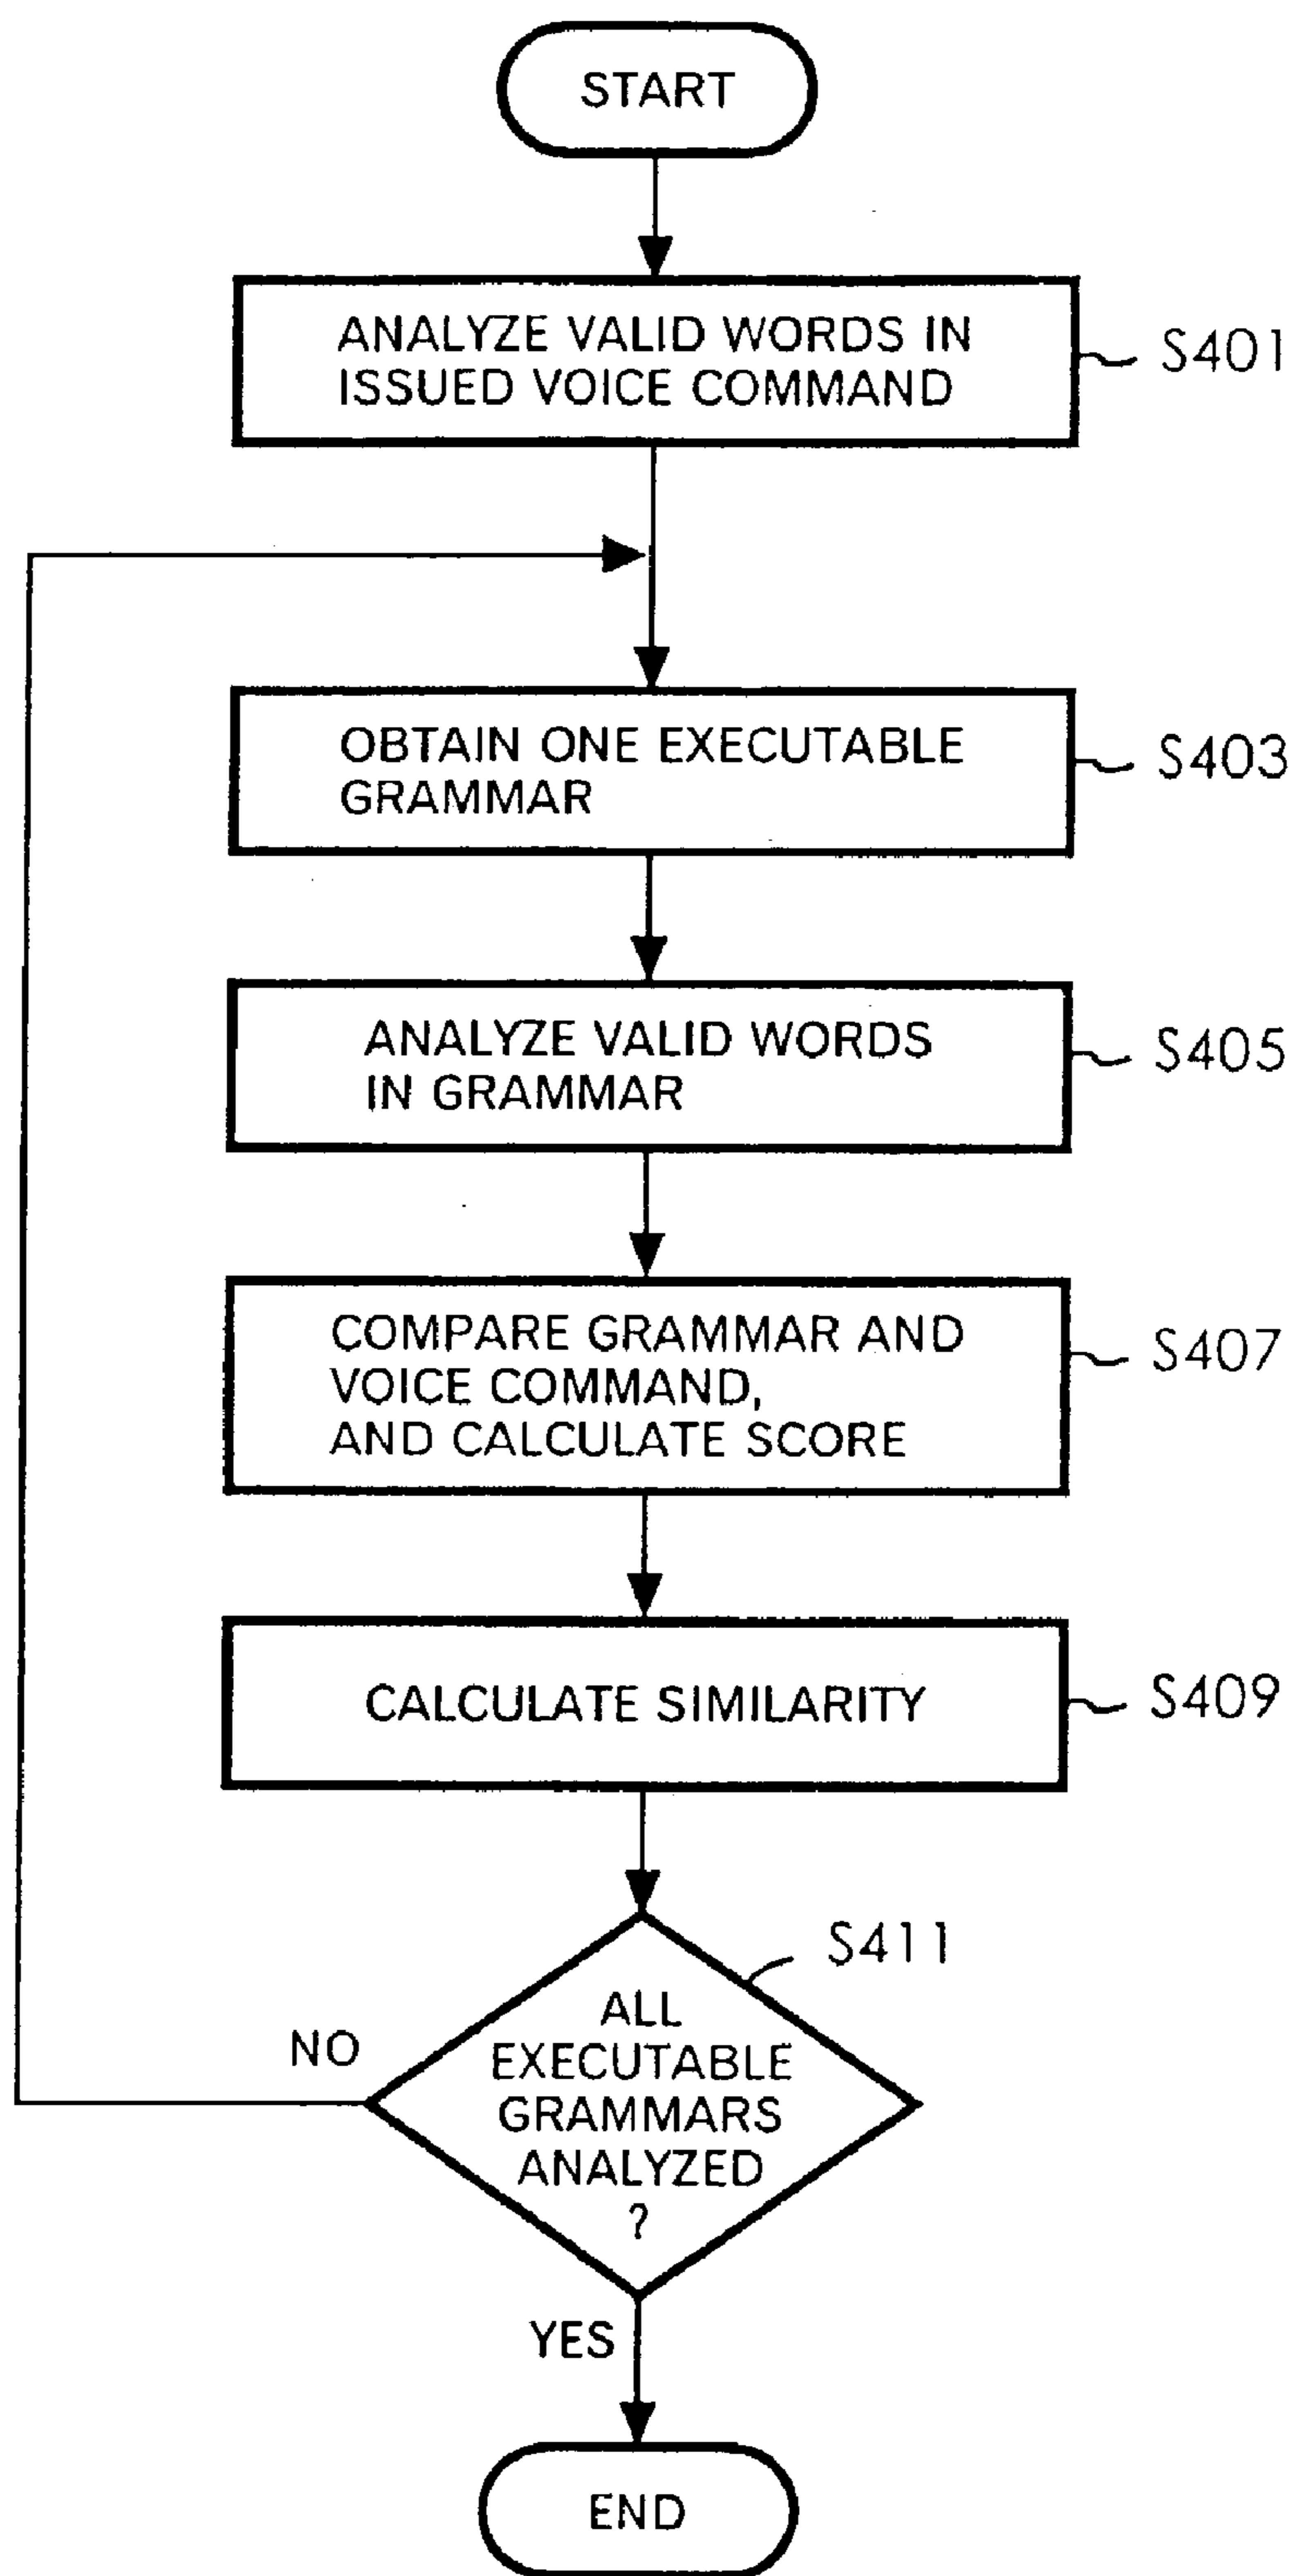 START
ANALYZE VALID WORDS IN
ISSUED VOICE COMMAND
S401
OBTAIN ONE EXECUTABLE
GRAMMAR
S403
ANALYZE VALID WORDS
IN GRAMMAR
S405
COMPARE GRAMMAR AND
VOICE COMMAND,
AND CALCULATE SCORE
S407
CALCULATE SIMILARITY
S409
S411
ALL
EXECUTABLE
GRAMMARS
ANALYZED
?
NO
YES
END